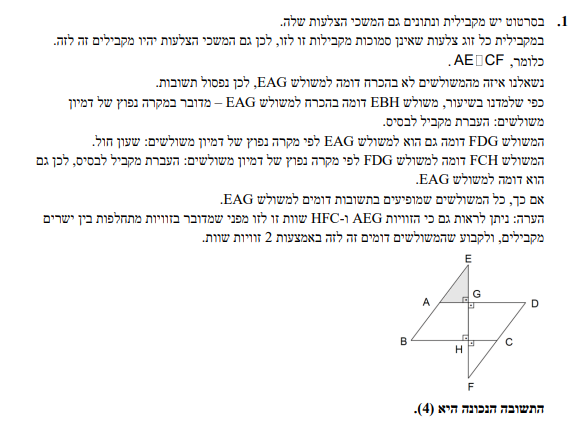 1. בסרטוט יש מקבילית ונתונים גם המשכי הצלעות שלה.
במקבילית כל זוג צלעות שאינן סמוכות מקבילות זו לזו, לכן גם המשכי הצלעות יהיו מקבילים זה לזה.
כלומר, AE▯CF .
נשאלנו איזה מהמשולשים לא בהכרח דומה למשולש EAG, לכן נפסול תשובות.
כפי שלמדנו בשיעור, משולש EBH דומה בהכרח למשולש EAG – מדובר במקרה נפוץ של דמיון
משולשים: העברת מקביל לבסיס.
המשולש FDG דומה גם הוא למשולש EAG לפי מקרה נפוץ של דמיון משולשים: שעון חול.
המשולש FCH דומה למשולש FDG לפי מקרה נפוץ של דמיון משולשים: העברת מקביל לבסיס, לכן גם
הוא דומה למשולש EAG.
אם כך, כל המשולשים שמופיעים בתשובות דומים למשולש EAG.
הערה: ניתן לראות גם כי הזוויות AEG ו-HFC שוות זו לזו מפני שמדובר בזוויות מתחלפות בין ישרים
מקבילים, ולקבוע שהמשולשים דומים זה לזה באמצעות 2 זוויות שוות.
E
A
G
D
B
H
C
F
התשובה הנכונה היא (4).